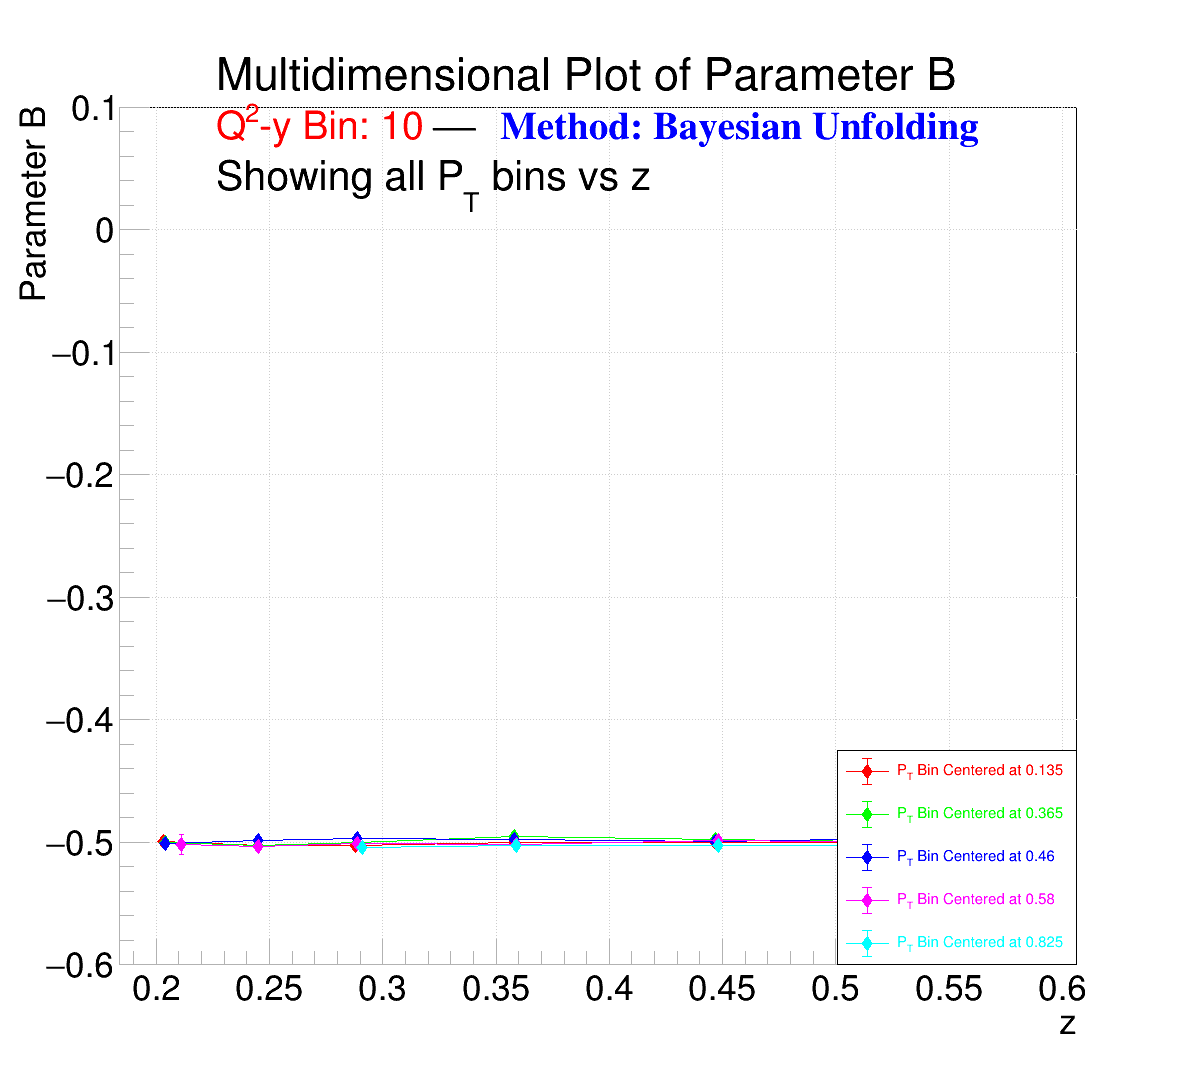 Multidimensional Plot of Parameter B
Q²-y Bin: 10 — Method: Bayesian Unfolding
Showing all P_T bins vs z
Parameter B
0.1
0
−0.1
−0.2
−0.3
−0.4
−0.5
−0.6
P_T Bin Centered at 0.135
P_T Bin Centered at 0.365
P_T Bin Centered at 0.46
P_T Bin Centered at 0.58
P_T Bin Centered at 0.825
0.2 0.25 0.3 0.35 0.4 0.45 0.5 0.55 0.6
z